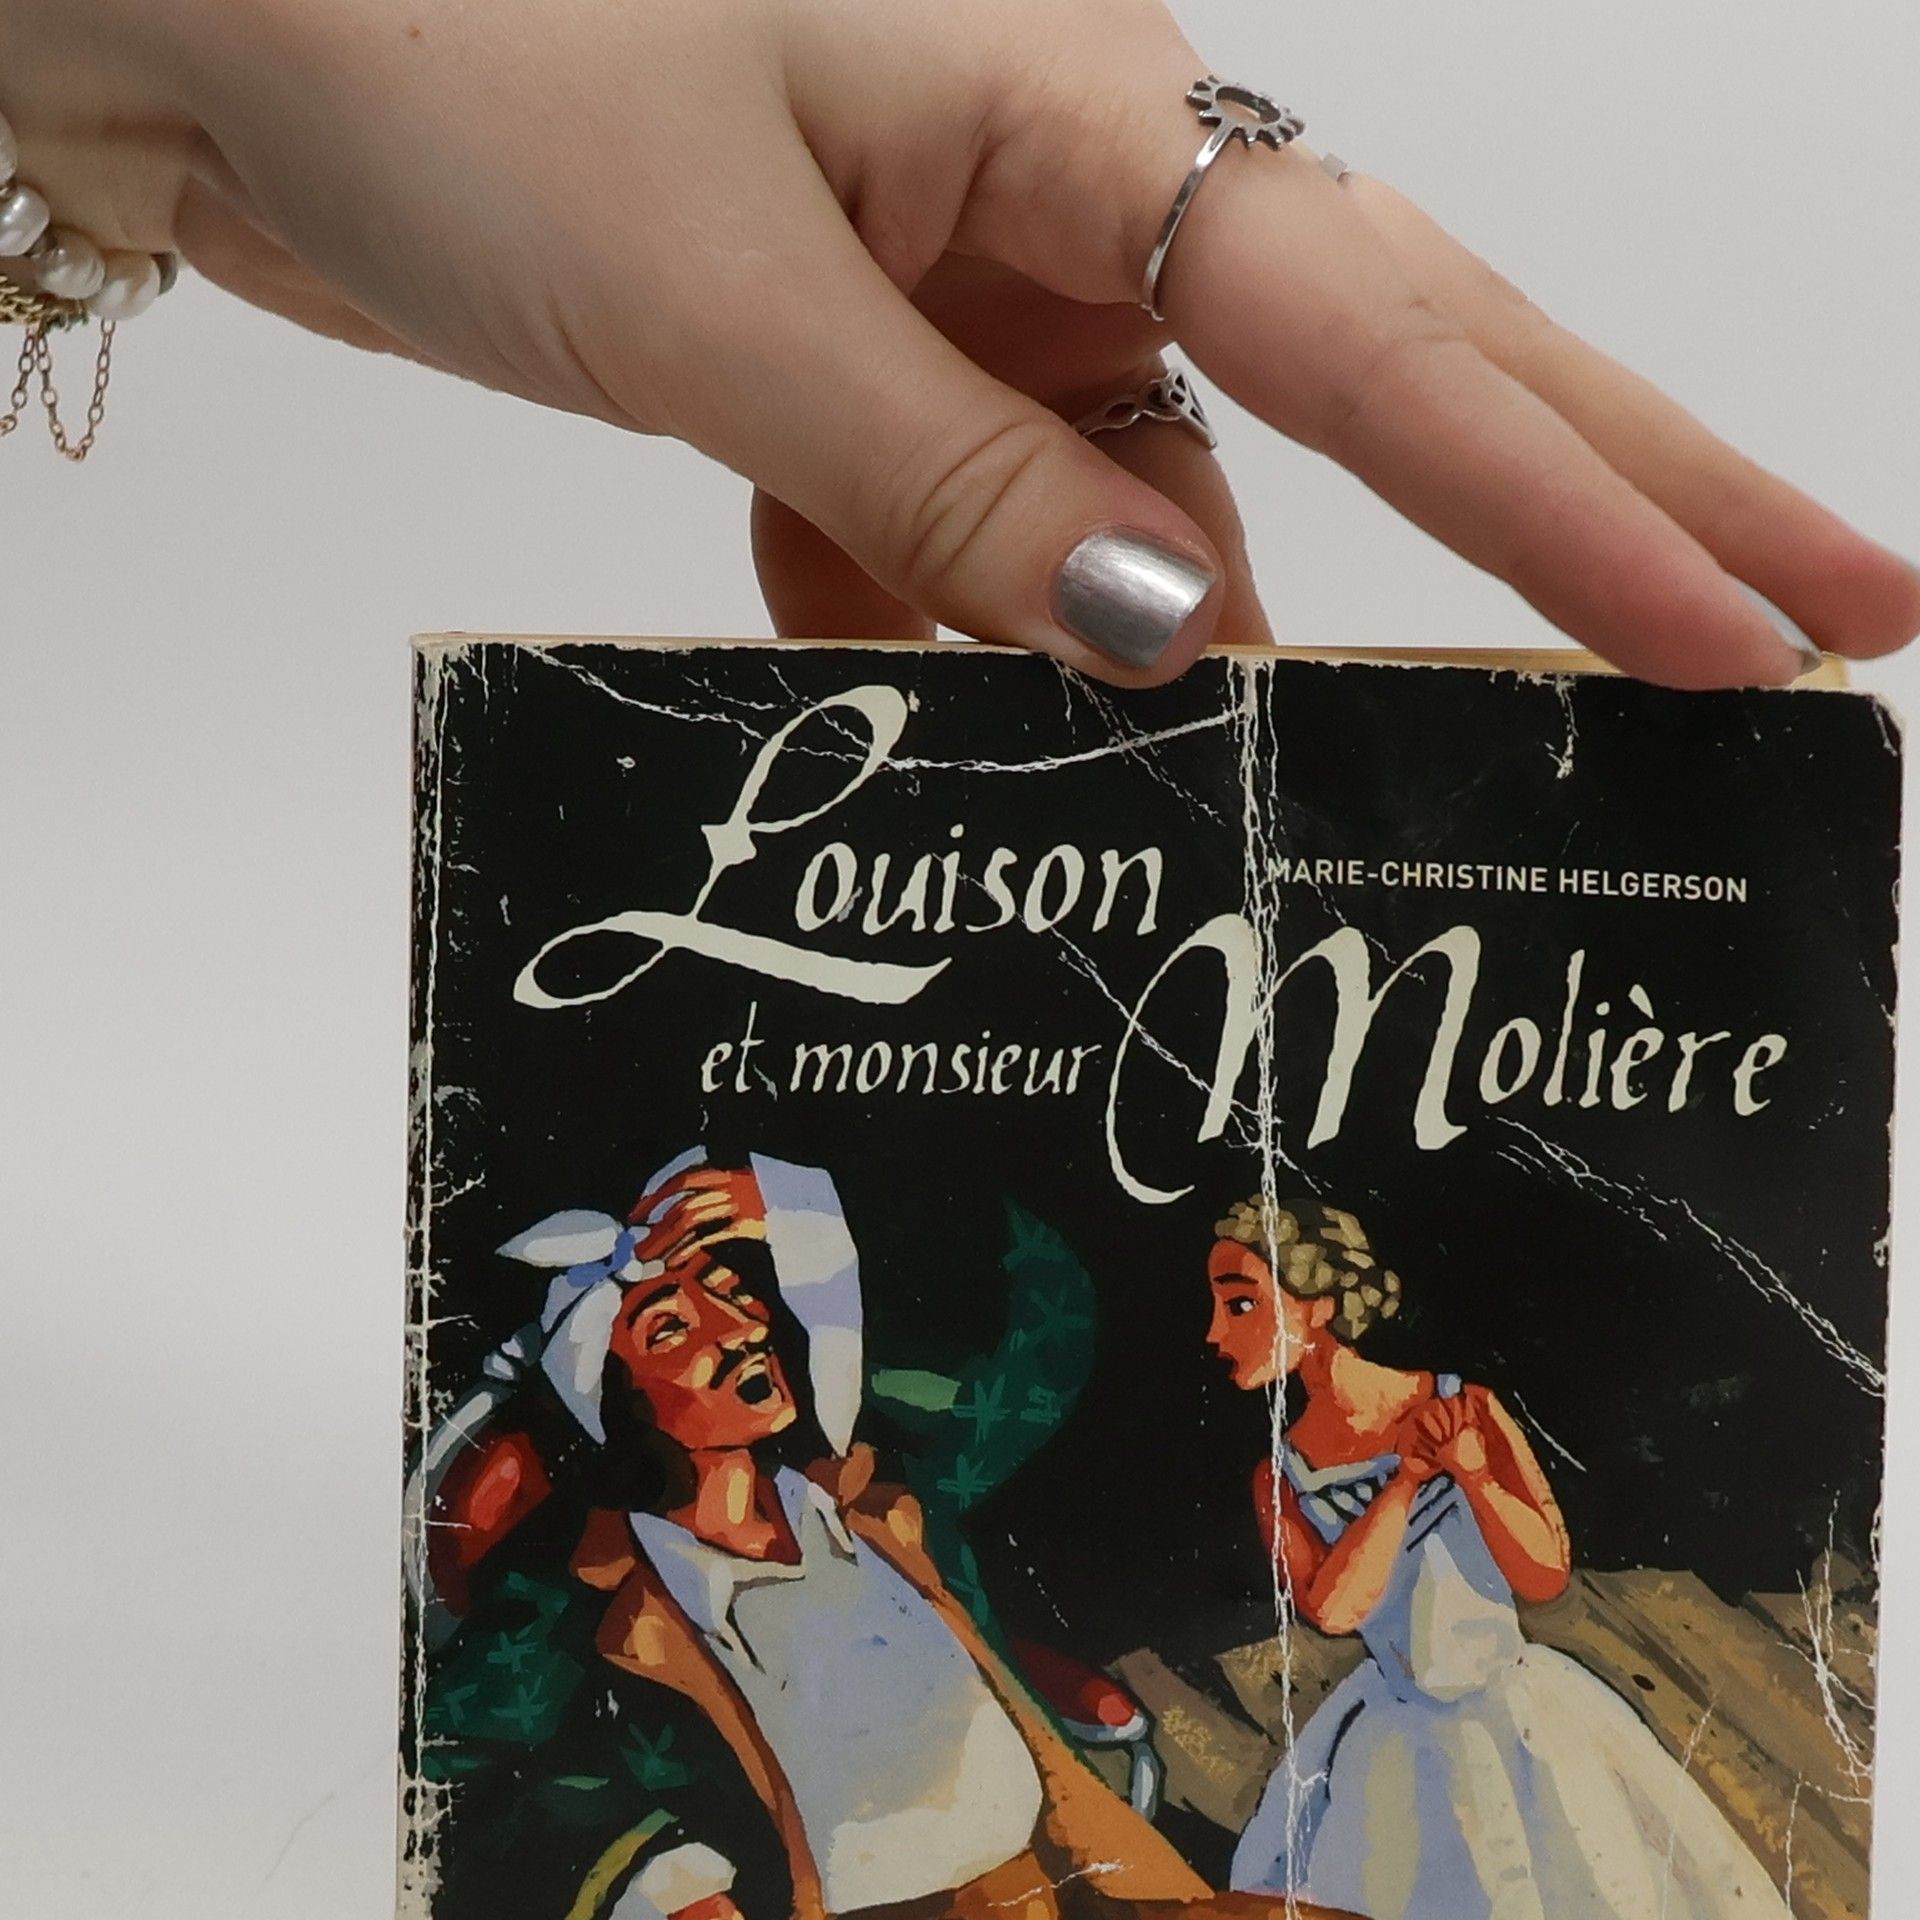 Louison
MARIE-CHRISTINE HELGERSON
et monsieur Molière